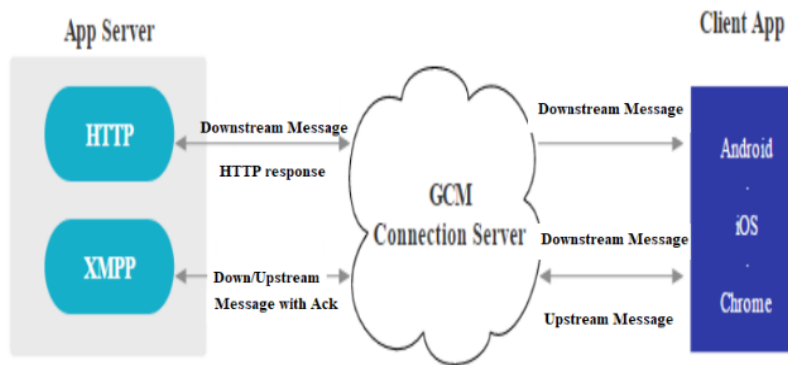 App Server
Client App
HTTP
Downstream Message
HTTP response
XMPP
Down/Upstream
Message with Ack
GCM
Connection Server
Downstream Message
Downstream Message
Upstream Message
Android
.
iOS
.
Chrome